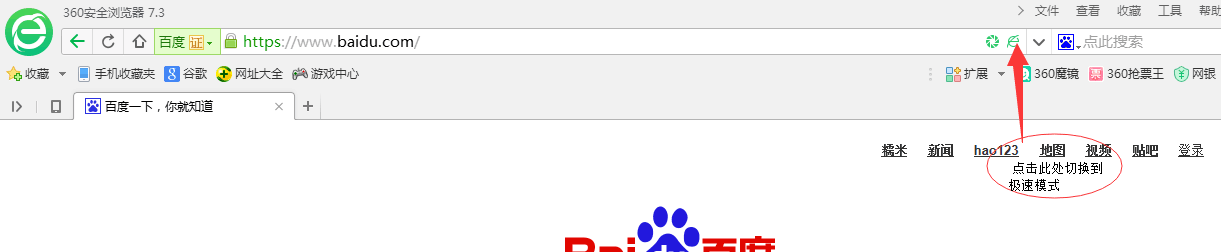 360安全浏览器 7.3
文件 查看 收藏 工具 帮助
百度 证 https://www.baidu.com/ 点此搜索
收藏 手机收藏夹 谷歌 网址大全 游戏中心 扩展 360魔镜 360抢票王 网银
百度一下，你就知道
糯米 新闻 hao123 地图 视频 贴吧 登录
点击此处切换到
极速模式
Bai 百度